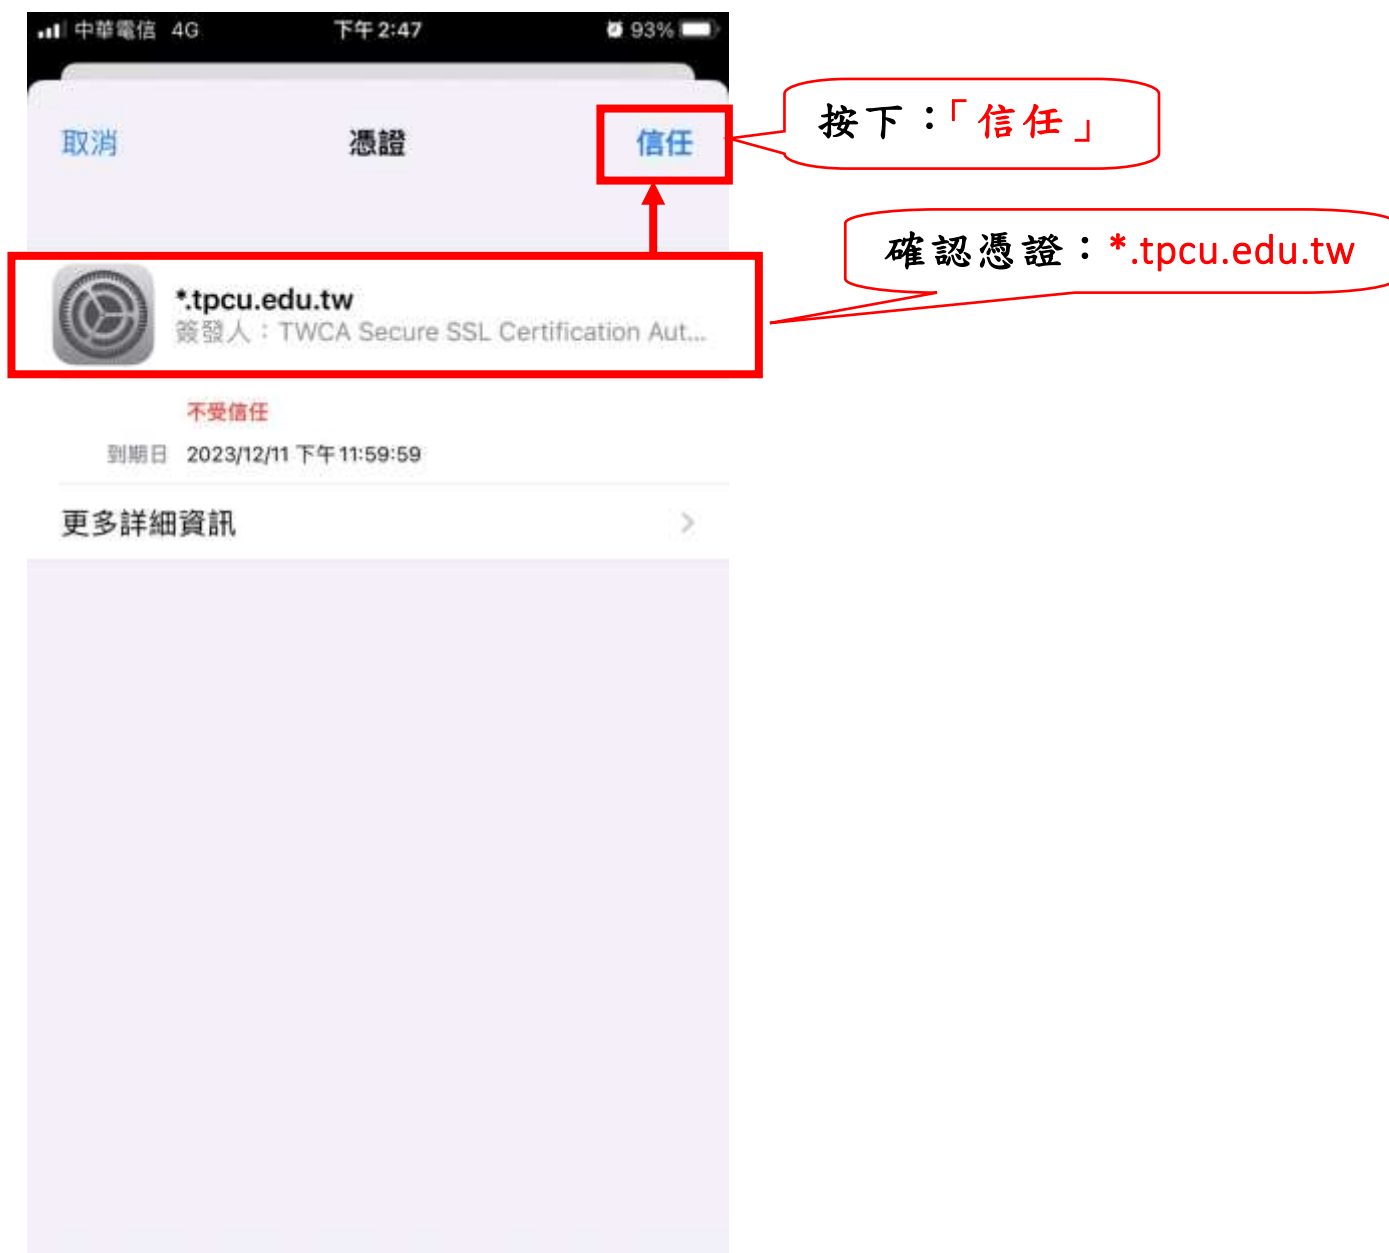 中華電信 4G 下午2:47 93%
取消 憑證 信任
按下：「信任」
確認憑證：*.tpcu.edu.tw
*.tpcu.edu.tw
簽發人：TWCA Secure SSL Certification Aut...
不受信任
到期日 2023/12/11 下午11:59:59
更多詳細資訊